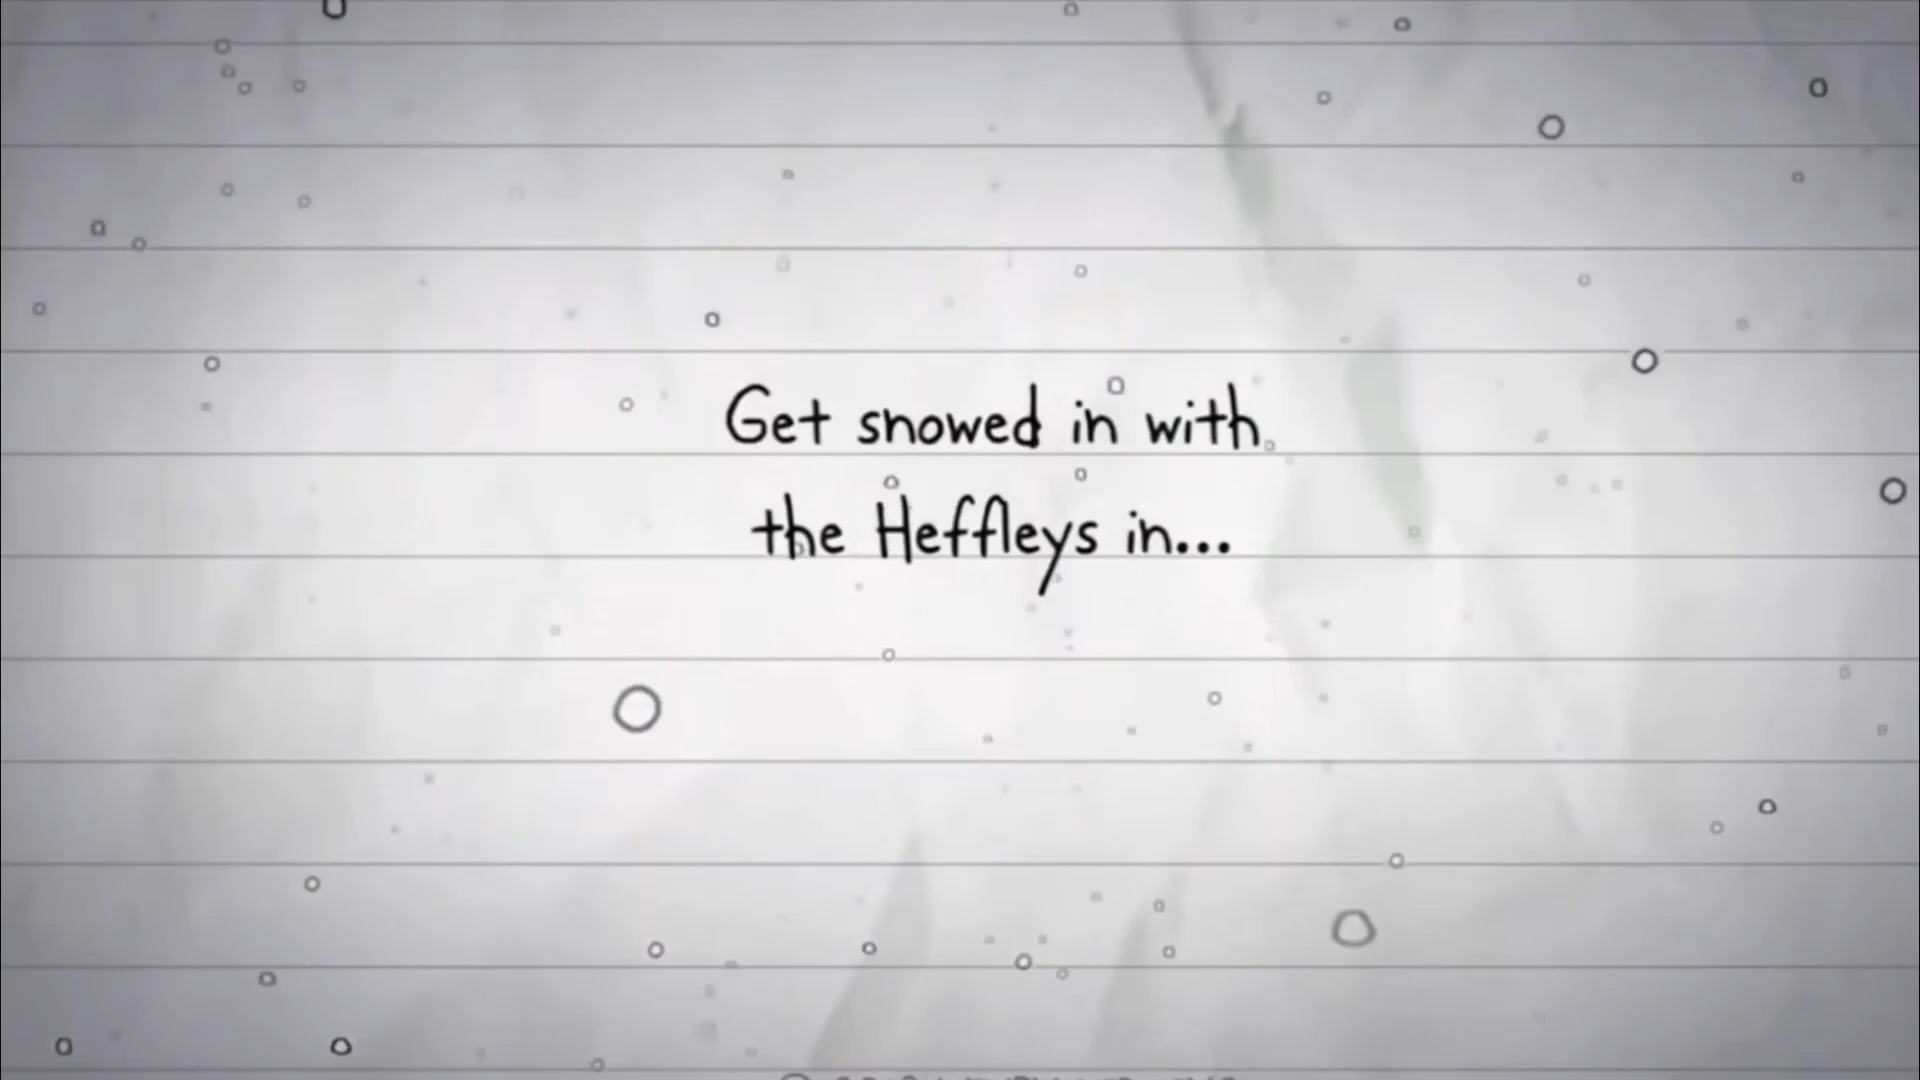 Get snowed in with
the Heffleys in...